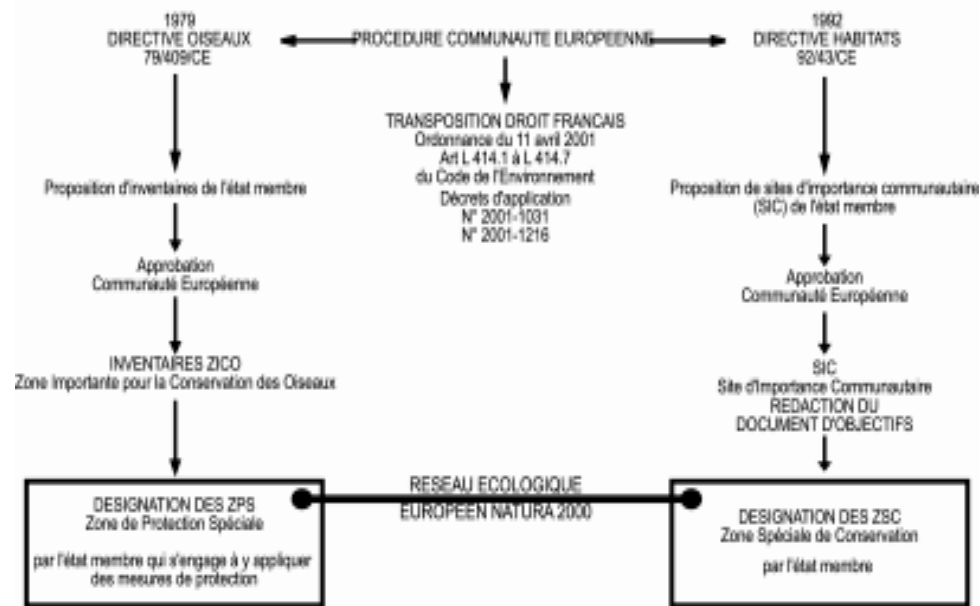 1979
DIRECTIVE OISEAUX
79/409/CE
PROCEDURE COMMUNAUTE EUROPEENNE
1992
DIRECTIVE HABITATS
92/43/CE
TRANSPOSITION DROIT FRANCAIS
Ordonnance du 11 avril 2001
Art L 414.1 à L 414.7
du Code de l'Environnement
Décrets d'application
N° 2001-1031
N° 2001-1216
Proposition d'inventaires de l'état membre
Approbation
Communauté Européenne
INVENTAIRES ZICO
Zone Importante pour la Conservation des Oiseaux
Proposition de sites d'importance communautaire
(SIC) de l'état membre
Approbation
Communauté Européenne
SIC
Site d'Importance Communautaire
REDACTION DU
DOCUMENT D'OBJECTIFS
DESIGNATION DES ZPS
Zone de Protection Spéciale
par l'état membre qui s'engage à y appliquer
des mesures de protection
RESEAU ECOLOGIQUE
EUROPEEN NATURA 2000
DESIGNATION DES ZSC
Zone Spéciale de Conservation
par l'état membre